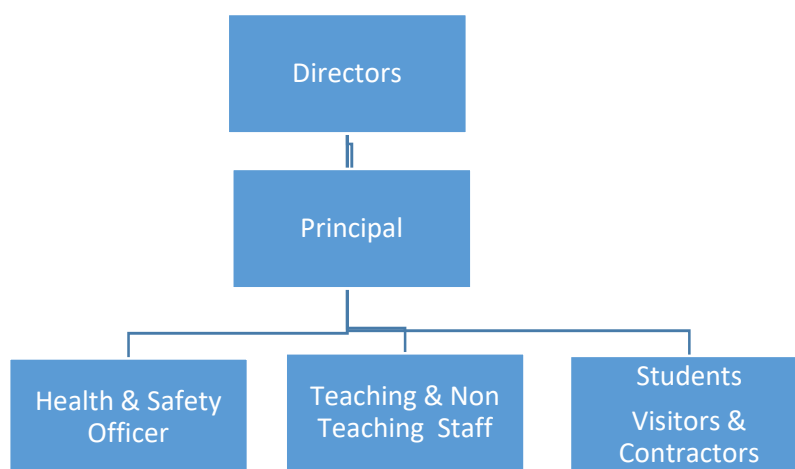 Directors
Principal
Health & Safety
Officer
Teaching & Non
Teaching Staff
Students
Visitors &
Contractors